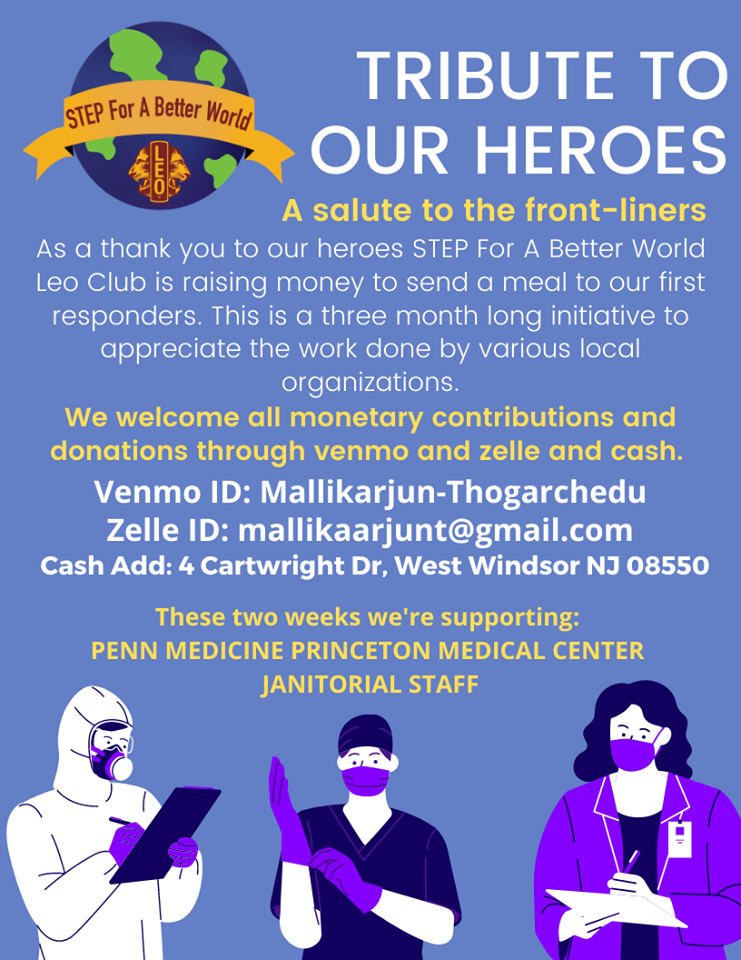 STEP For A Better World
LEO
TRIBUTE TO
OUR HEROES
A salute to the front-liners
As a thank you to our heroes STEP For A Better World
Leo Club is raising money to send a meal to our first
responders. This is a three month long initiative to
appreciate the work done by various local
organizations.
We welcome all monetary contributions and
donations through venmo and zelle and cash.
Venmo ID: Mallikarjun-Thogarchedu
Zelle ID: mallikaarjunt@gmail.com
Cash Add: 4 Cartwright Dr, West Windsor NJ 08550
These two weeks we're supporting:
PENN MEDICINE PRINCETON MEDICAL CENTER
JANITORIAL STAFF